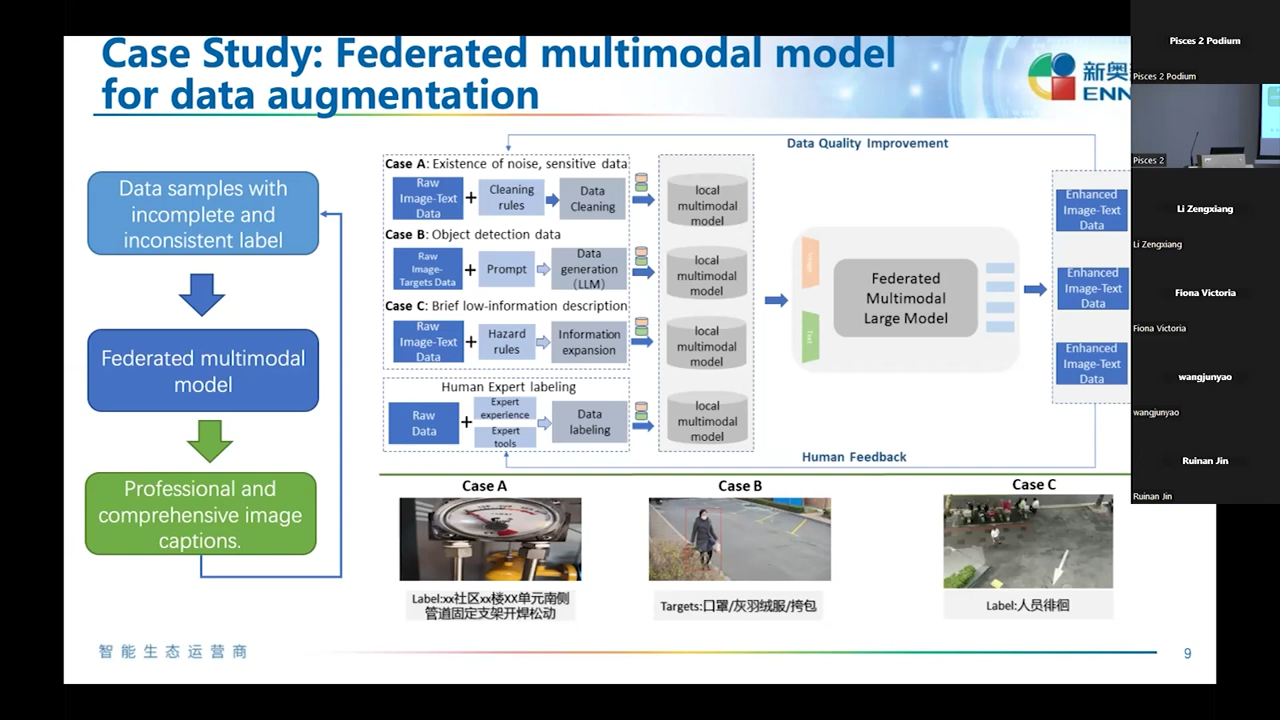 Case Study: Federated multimodal model
for data augmentation
新奥
ENN
Data samples with
incomplete and
inconsistent label
Federated multimodal
model
Professional and
comprehensive image
captions.
Data Quality Improvement
Case A: Existence of noise, sensitive data
Raw
Image-Text
Data
+
Cleaning
rules
Data
Cleaning
local
multimodal
model
Case B: Object detection data
Raw
Image-
Targets Data
+
Prompt
Data
generation
(LLM)
local
multimodal
model
Case C: Brief low-information description
Raw
Image-Text
Data
+
Hazard
rules
Information
expansion
local
multimodal
model
Human Expert labeling
Raw
Data
+
Expert
experience
Expert
tools
Data
labeling
local
multimodal
model
Image
Text
Federated
Multimodal
Large Model
Enhanced
Image-Text
Data
Enhanced
Image-Text
Data
Enhanced
Image-Text
Data
Human Feedback
Case A
Case B
Case C
Label:xx社区xx楼XX单元南侧
管道固定支架开焊松动
Targets:口罩/灰羽绒服/挎包
Label:人员徘徊
智能生态运营商
9
Pisces 2 Podium
Pisces 2 Podium
Pisces 2
Li Zengxiang
Li Zengxiang
Fiona Victoria
Fiona Victoria
wangjunyao
wangjunyao
Ruinan Jin
Ruinan Jin